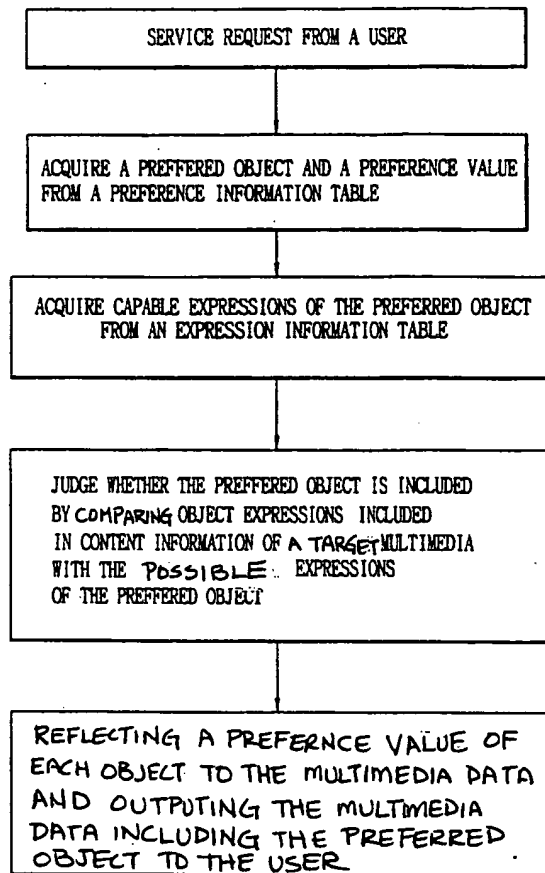 SERVICE REQUEST FROM A USER
ACQUIRE A PREFFERED OBJECT AND A PREFERENCE VALUE
FROM A PREFERENCE INFORMATION TABLE
ACQUIRE CAPABLE EXPRESSIONS OF THE PREFERRED OBJECT
FROM AN EXPRESSION INFORMATION TABLE
JUDGE WHETHER THE PREFFERED OBJECT IS INCLUDED
BY COMPARING OBJECT EXPRESSIONS INCLUDED
IN CONTENT INFORMATION OF A TARGET MULTIMEDIA
WITH THE POSSIBLE EXPRESSIONS
OF THE PREFFERED OBJECT
REFLECTING A PREFERNCE VALUE OF
EACH OBJECT TO THE MULTIMEDIA DATA
AND OUTPUTING THE MULTIMEDIA
DATA INCLUDING THE PREFERRED
OBJECT TO THE USER